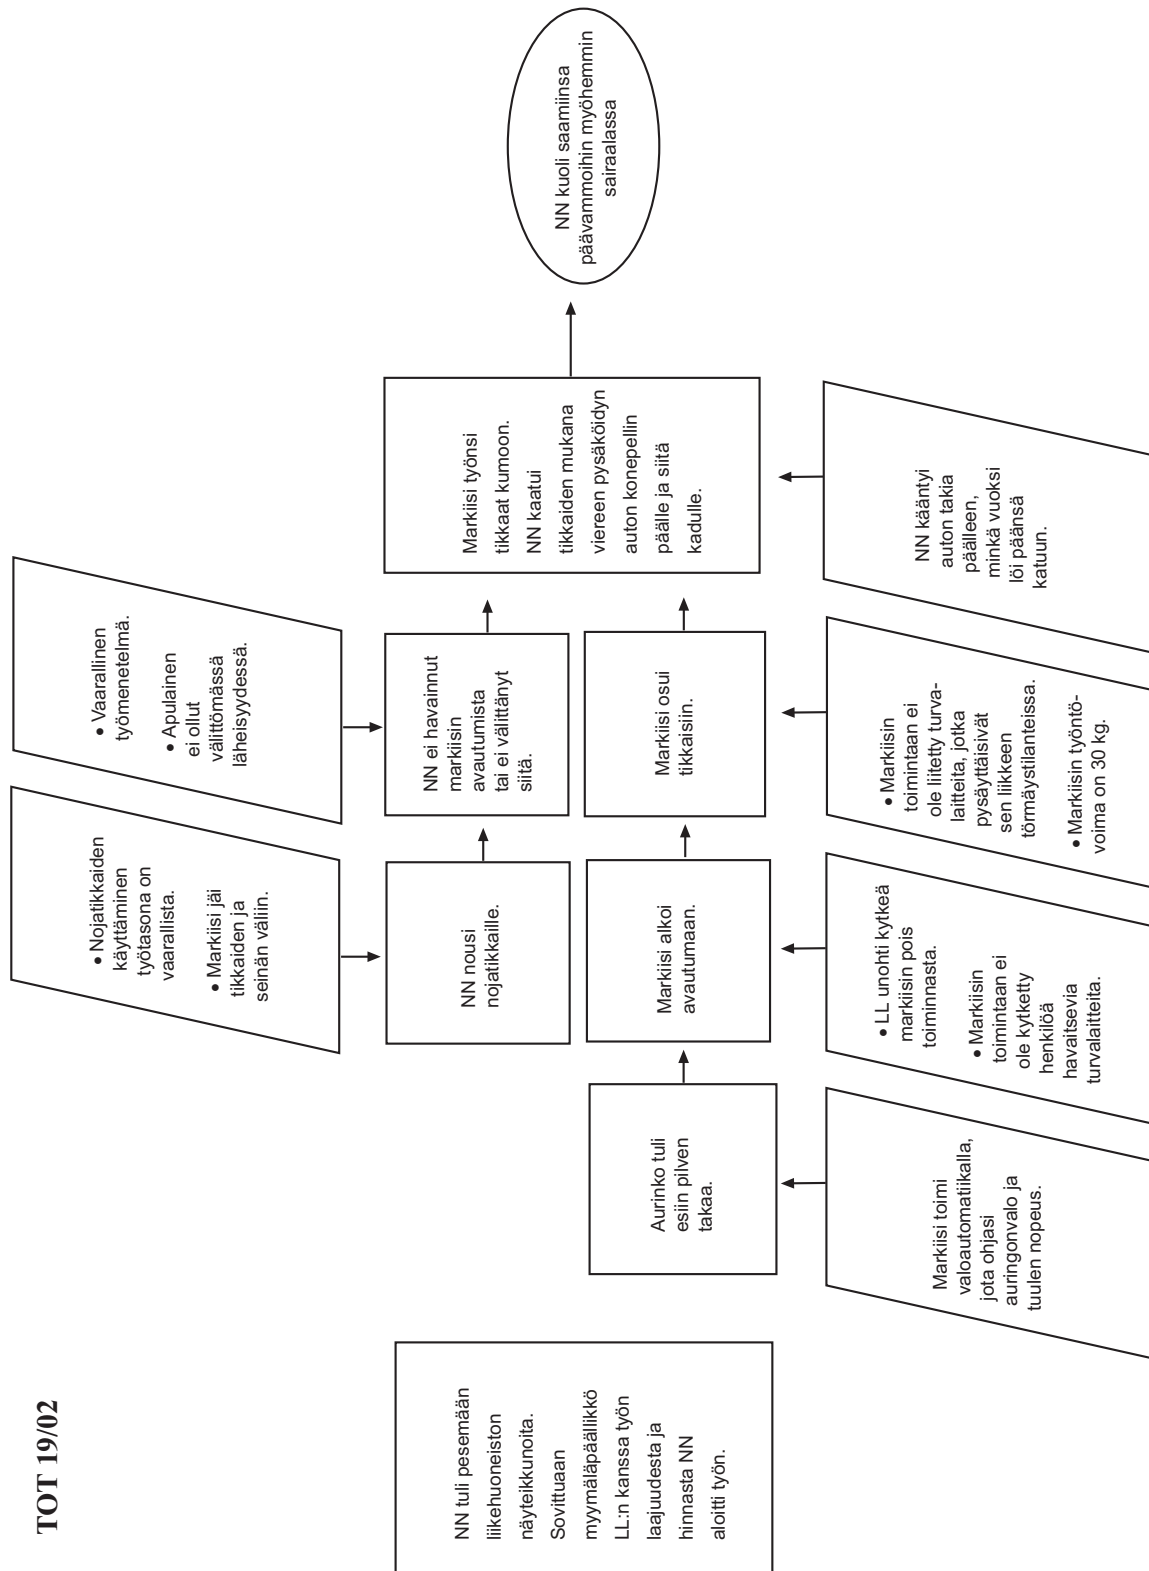 TOT 19/02
NN tuli pesemään
liikehuoneiston
näyteikkunoita.
Sovittuaan
myymäläpäällikkö
LL:n kanssa työn
laajuudesta ja
hinnasta NN
aloitti työn.
• Nojatikkaiden
käyttäminen
työtasona on
vaarallista.
• Markiisi jäi
tikkaiden ja
seinän väliin.
• Vaarallinen
työmenetelmä.
• Apulainen
ei ollut
välittömässä
läheisyydessä.
NN nousi
nojatikkaille.
NN ei havainnut
markiisin
avautumista
tai ei välittänyt
siitä.
Aurinko tuli
esiin pilven
takaa.
Markiisi alkoi
avautumaan.
Markiisi osui
tikkaisiin.
Markiisi työnsi
tikkaat kumoon.
NN kaatui
tikkaiden mukana
viereen pysäköidyn
auton konepellin
päälle ja siitä
kadulle.
NN kuoli saamiinsa
päävammoihin myöhemmin
sairaalassa
Markiisi toimi
valoautomatiikalla,
jota ohjasi
auringonvalo ja
tuulen nopeus.
• LL unohti kytkeä
markiisin pois
toiminnasta.
• Markiisin
toimintaan ei
ole kytketty
henkilöä
havaitsevia
turvalaitteita.
• Markiisin
toimintaan ei
ole liitetty turva-
laitteita, jotka
pysäyttäisivät
sen liikkeen
törmäystilanteissa.
• Markiisin työntö-
voima on 30 kg.
NN kääntyi
auton takia
päälleen,
minkä vuoksi
löi päänsä
katuun.